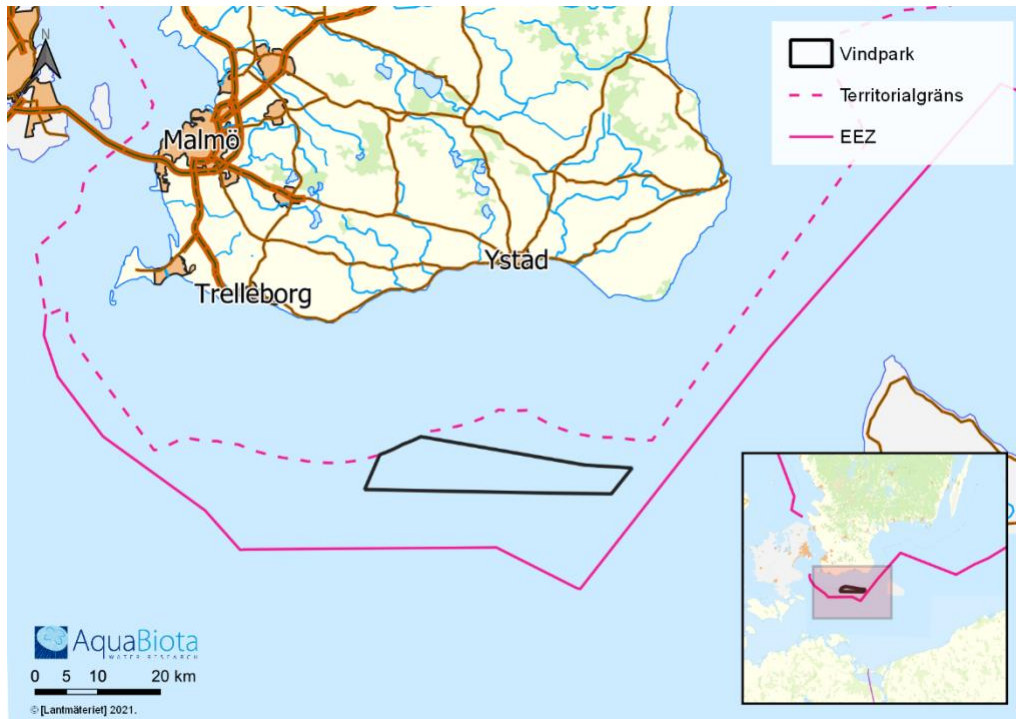 N
Vindpark
Territorialgräns
EEZ
Malmö
Ystad
Trelleborg
AquaBiota
WATER RESEARCH
0 5 10 20 km
© [Lantmäteriet] 2021.